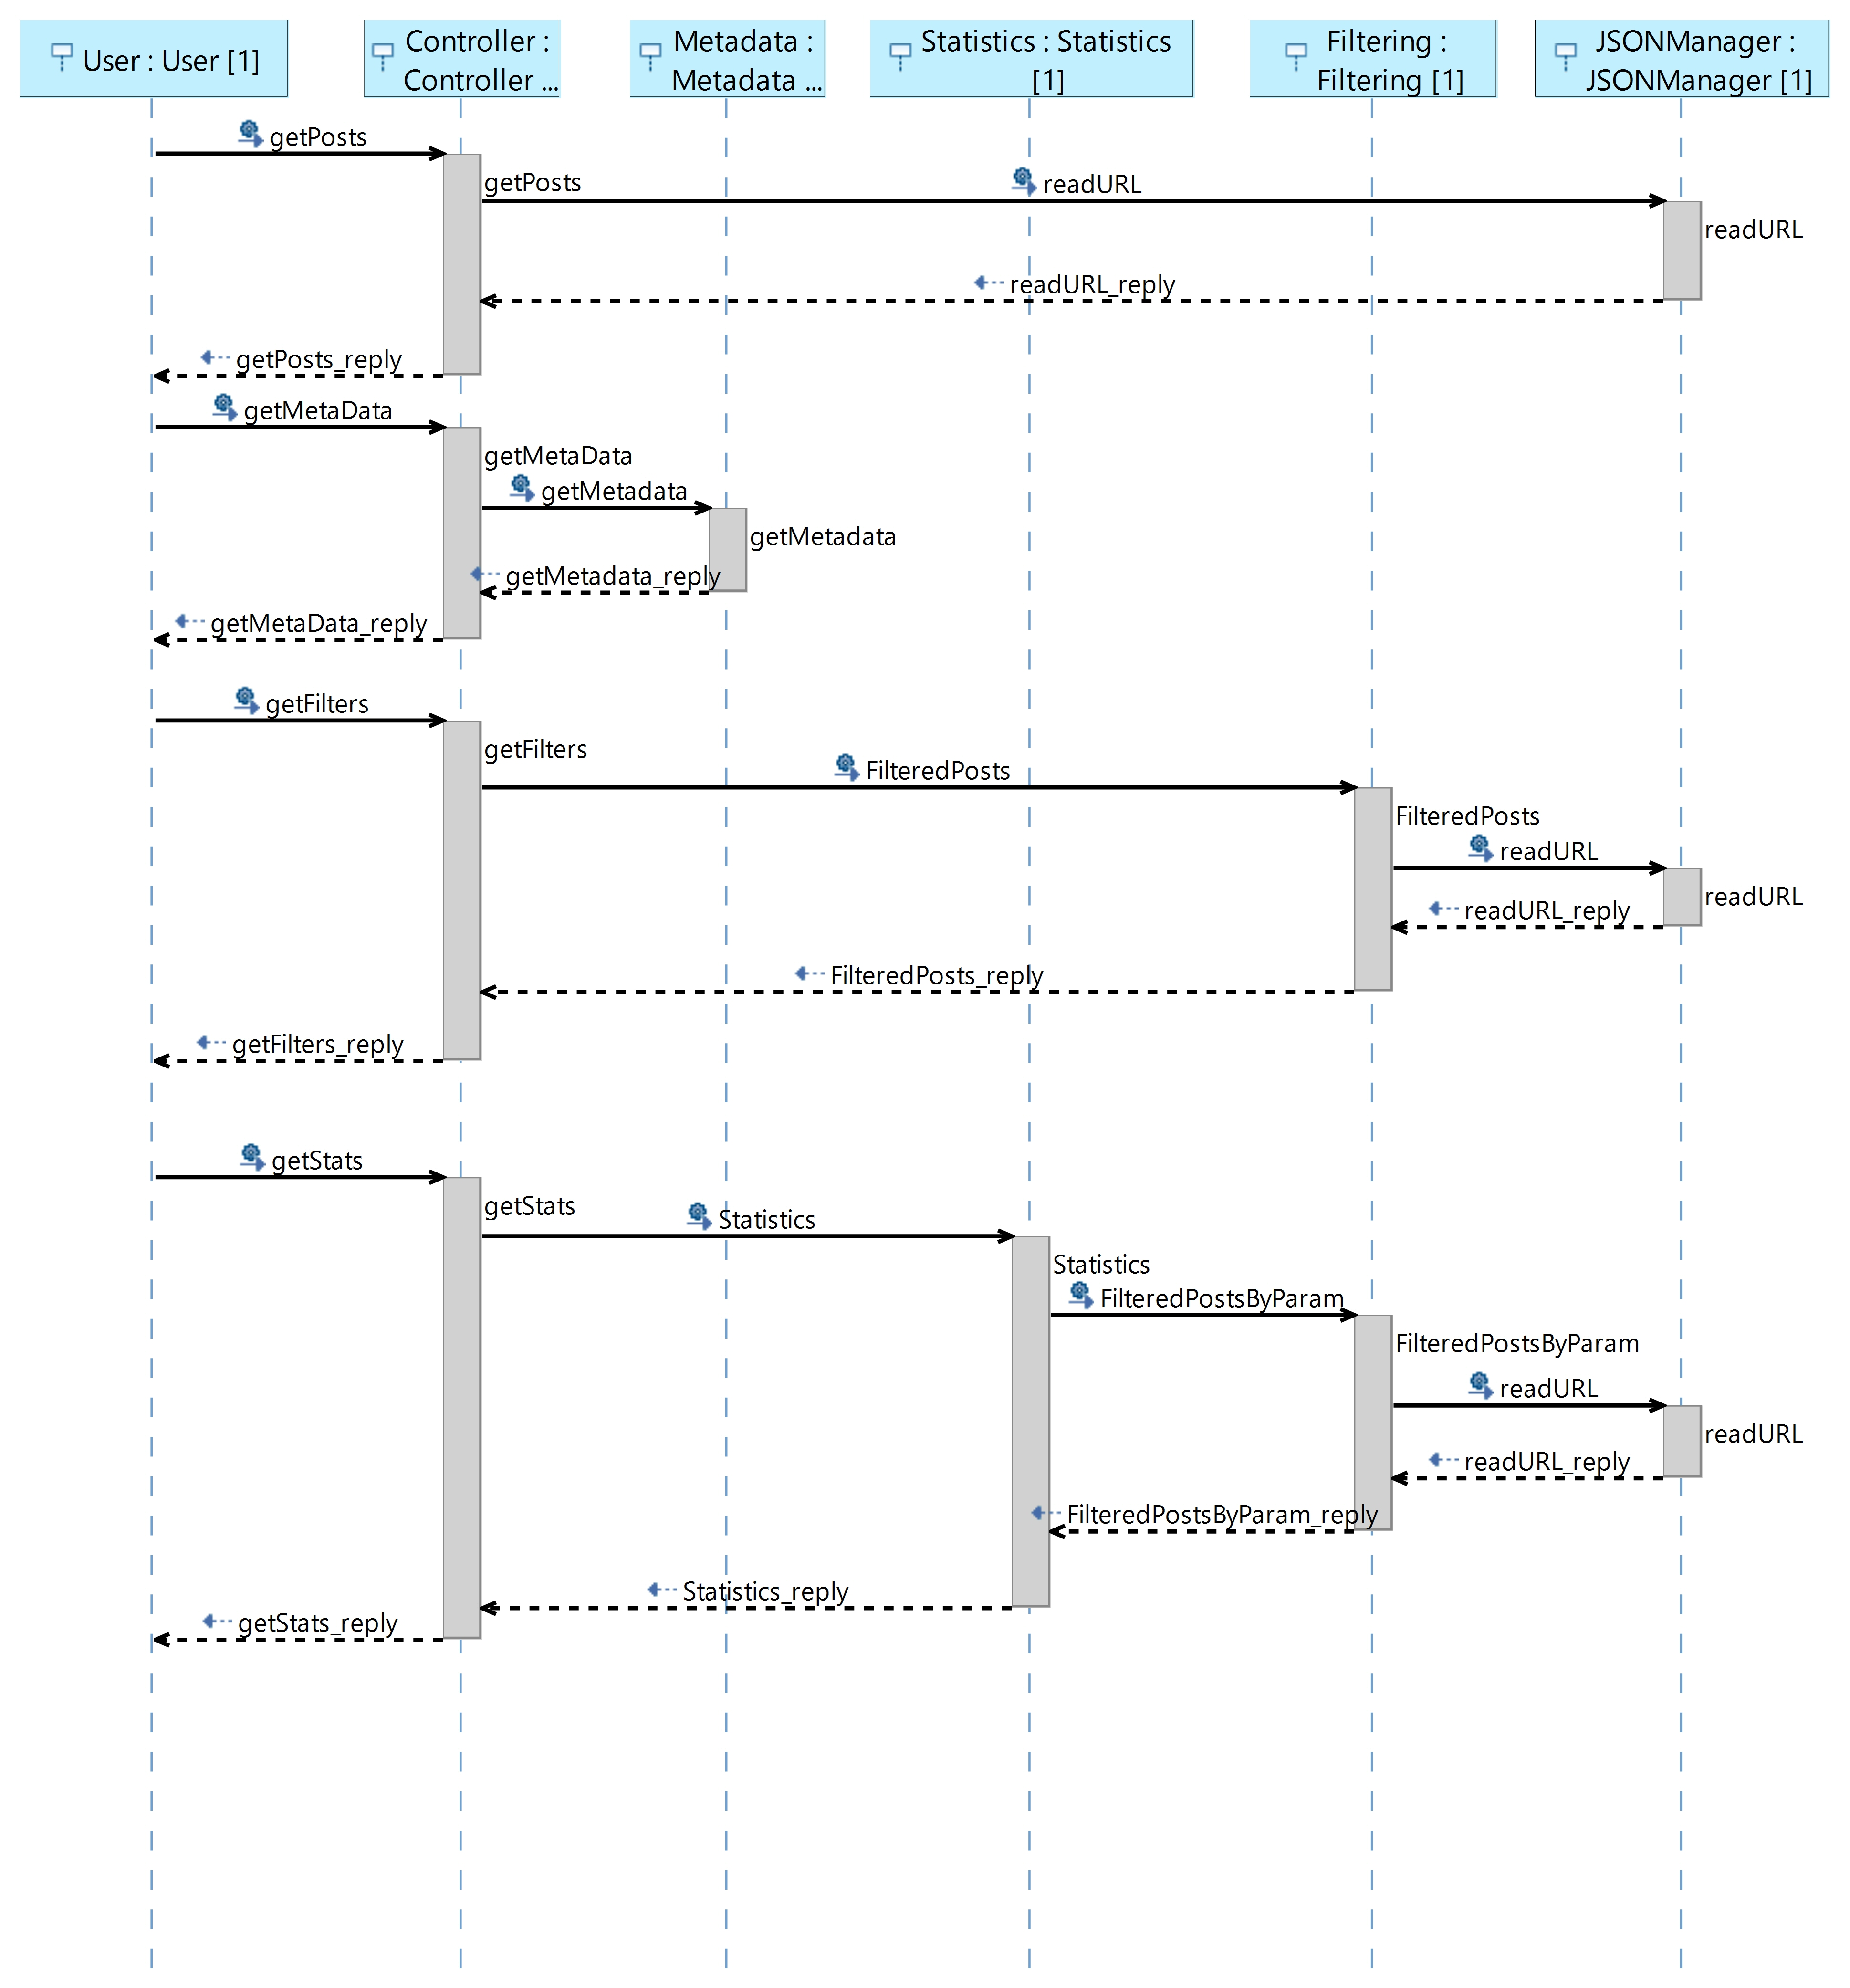 User : User [1]
Controller :
Controller ...
Metadata :
Metadata ...
Statistics : Statistics
[1]
Filtering :
Filtering [1]
JSONManager :
JSONManager [1]
getPosts
getPosts
readURL
readURL
readURL_reply
getPosts_reply
getMetaData
getMetaData
getMetadata
getMetadata
getMetadata_reply
getMetaData_reply
getFilters
getFilters
FilteredPosts
FilteredPosts
readURL
readURL
readURL_reply
FilteredPosts_reply
getFilters_reply
getStats
getStats
Statistics
Statistics
FilteredPostsByParam
FilteredPostsByParam
readURL
readURL
readURL_reply
FilteredPostsByParam_reply
Statistics_reply
getStats_reply